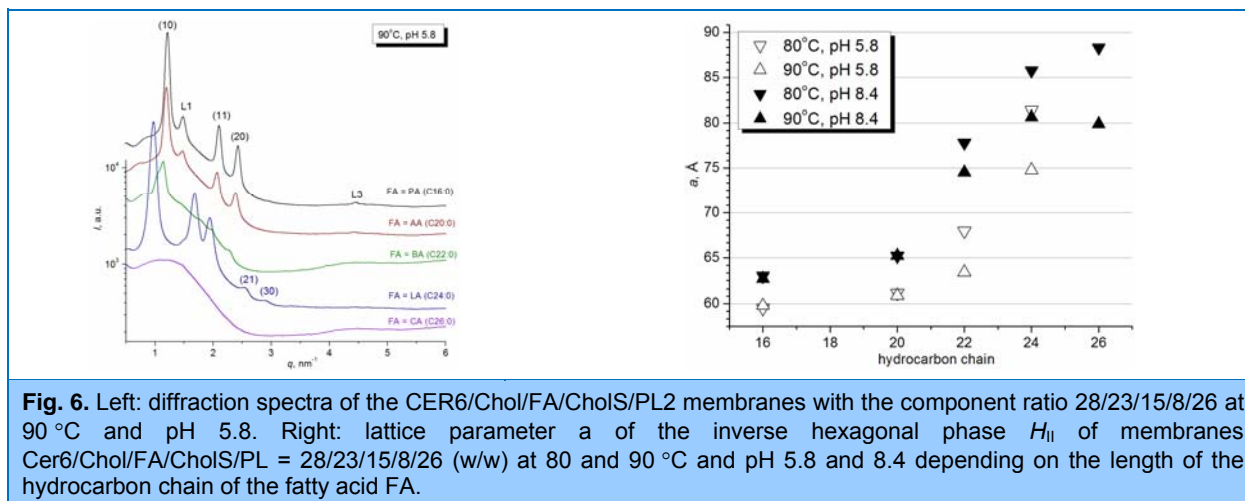 (10)
90°C, pH 5.8
L1
(11)
(20)
10⁴
FA = PA (C16:0)
L3
FA = AA (C20:0)
I, a.u.
FA = BA (C22:0)
10³
(21)
(30)
FA = LA (C24:0)
FA = CA (C26:0)
1 2 3 4 5 6
q, nm⁻¹
90
80°C, pH 5.8
90°C, pH 5.8
85
80°C, pH 8.4
90°C, pH 8.4
80
a, Å
75
70
65
60
16 18 20 22 24 26
hydrocarbon chain
Fig. 6. Left: diffraction spectra of the CER6/Chol/FA/CholS/PL2 membranes with the component ratio 28/23/15/8/26 at
90 °C and pH 5.8. Right: lattice parameter a of the inverse hexagonal phase H_II of membranes
Cer6/Chol/FA/CholS/PL = 28/23/15/8/26 (w/w) at 80 and 90 °C and pH 5.8 and 8.4 depending on the length of the
hydrocarbon chain of the fatty acid FA.